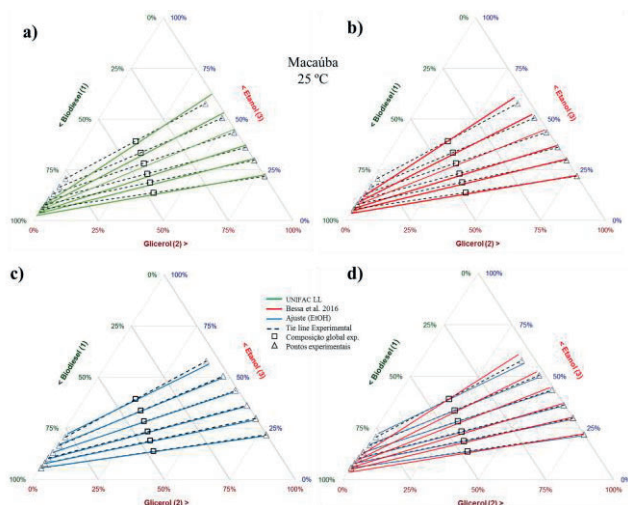 a)
0%
100%
25%
75%
< Biodiesel (1)
50%
50%
< Etanol (3)
75%
25%
100%
0%
0%
25%
50%
75%
100%
Glicerol (2) >
Macaúba
25 ºC
b)
0%
100%
25%
75%
< Biodiesel (1)
50%
50%
< Etanol (3)
75%
25%
100%
0%
0%
25%
50%
75%
100%
Glicerol (2) >
c)
0%
100%
25%
75%
< Biodiesel (1)
50%
50%
< Etanol (3)
75%
25%
100%
0%
0%
25%
50%
75%
100%
Glicerol (2) >
UNIFAC LL
Bessa et al. 2016
Ajuste (EtOH)
Tie line Experimental
Composição global exp.
Pontos experimentais
d)
0%
100%
25%
75%
< Biodiesel (1)
50%
50%
< Etanol (3)
75%
25%
100%
0%
0%
25%
50%
75%
100%
Glicerol (2) >